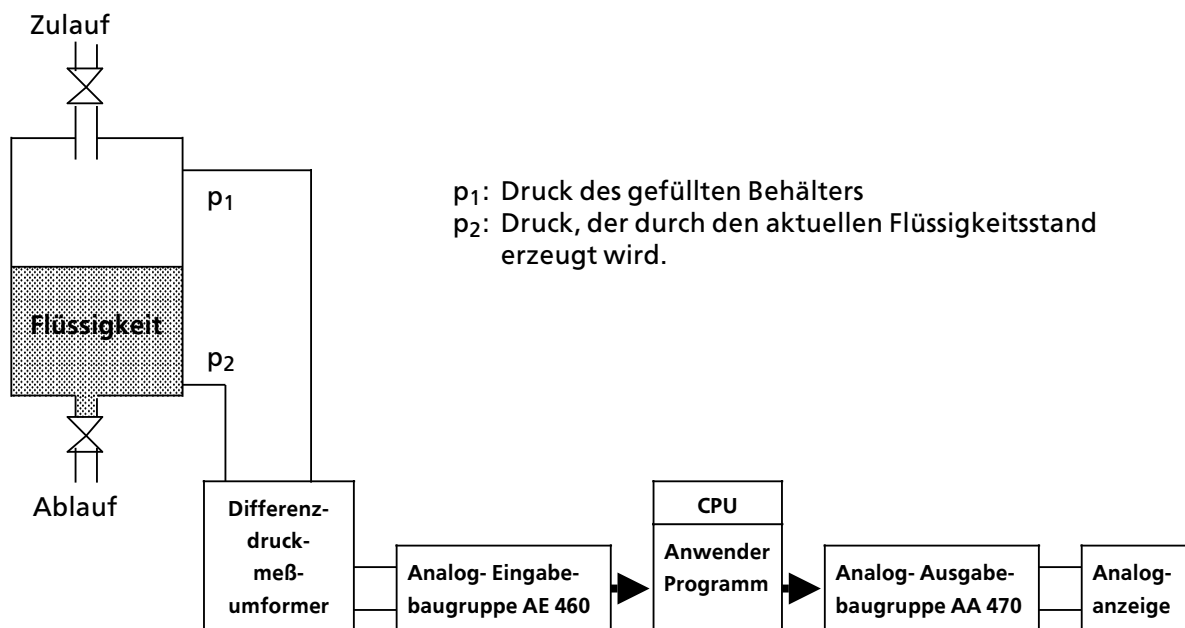 Zulauf
p1
p1: Druck des gefüllten Behälters
p2: Druck, der durch den aktuellen Flüssigkeitsstand
erzeugt wird.
Flüssigkeit
p2
Ablauf
Differenz-
druck-
meß-
umformer
Analog- Eingabe-
baugruppe AE 460
CPU
Anwender
Programm
Analog- Ausgabe-
baugruppe AA 470
Analog-
anzeige